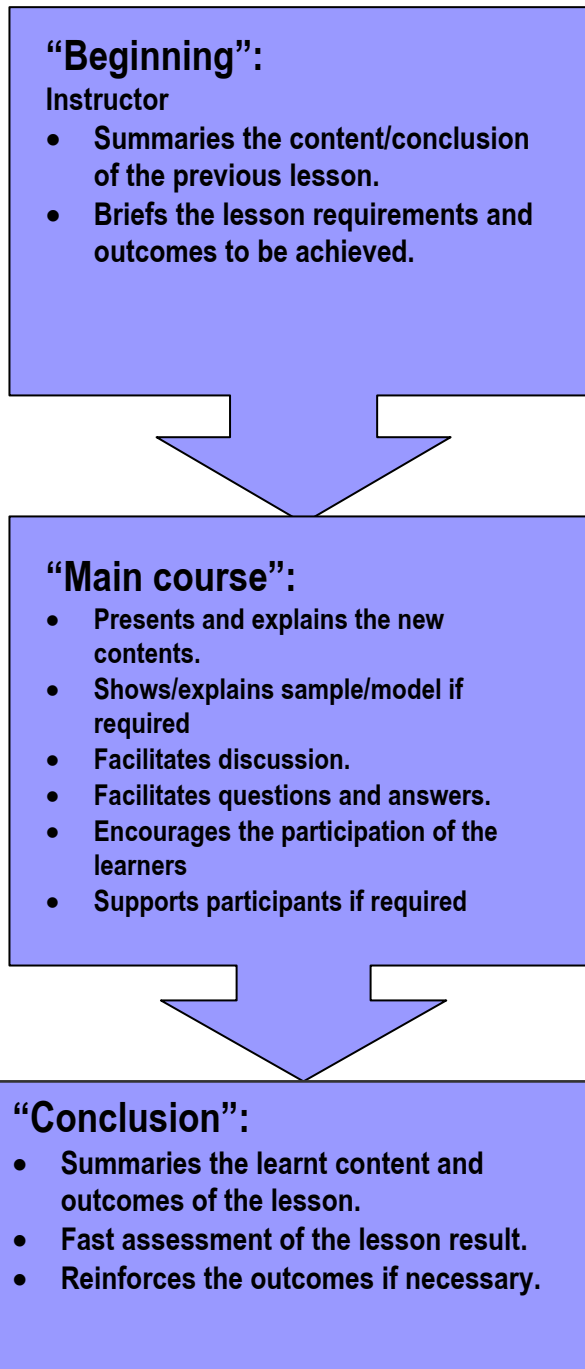 “Beginning”:
Instructor
• Summaries the content/conclusion
of the previous lesson.
• Briefs the lesson requirements and
outcomes to be achieved.
“Main course”:
• Presents and explains the new
contents.
• Shows/explains sample/model if
required
• Facilitates discussion.
• Facilitates questions and answers.
• Encourages the participation of the
learners
• Supports participants if required
“Conclusion”:
• Summaries the learnt content and
outcomes of the lesson.
• Fast assessment of the lesson result.
• Reinforces the outcomes if necessary.